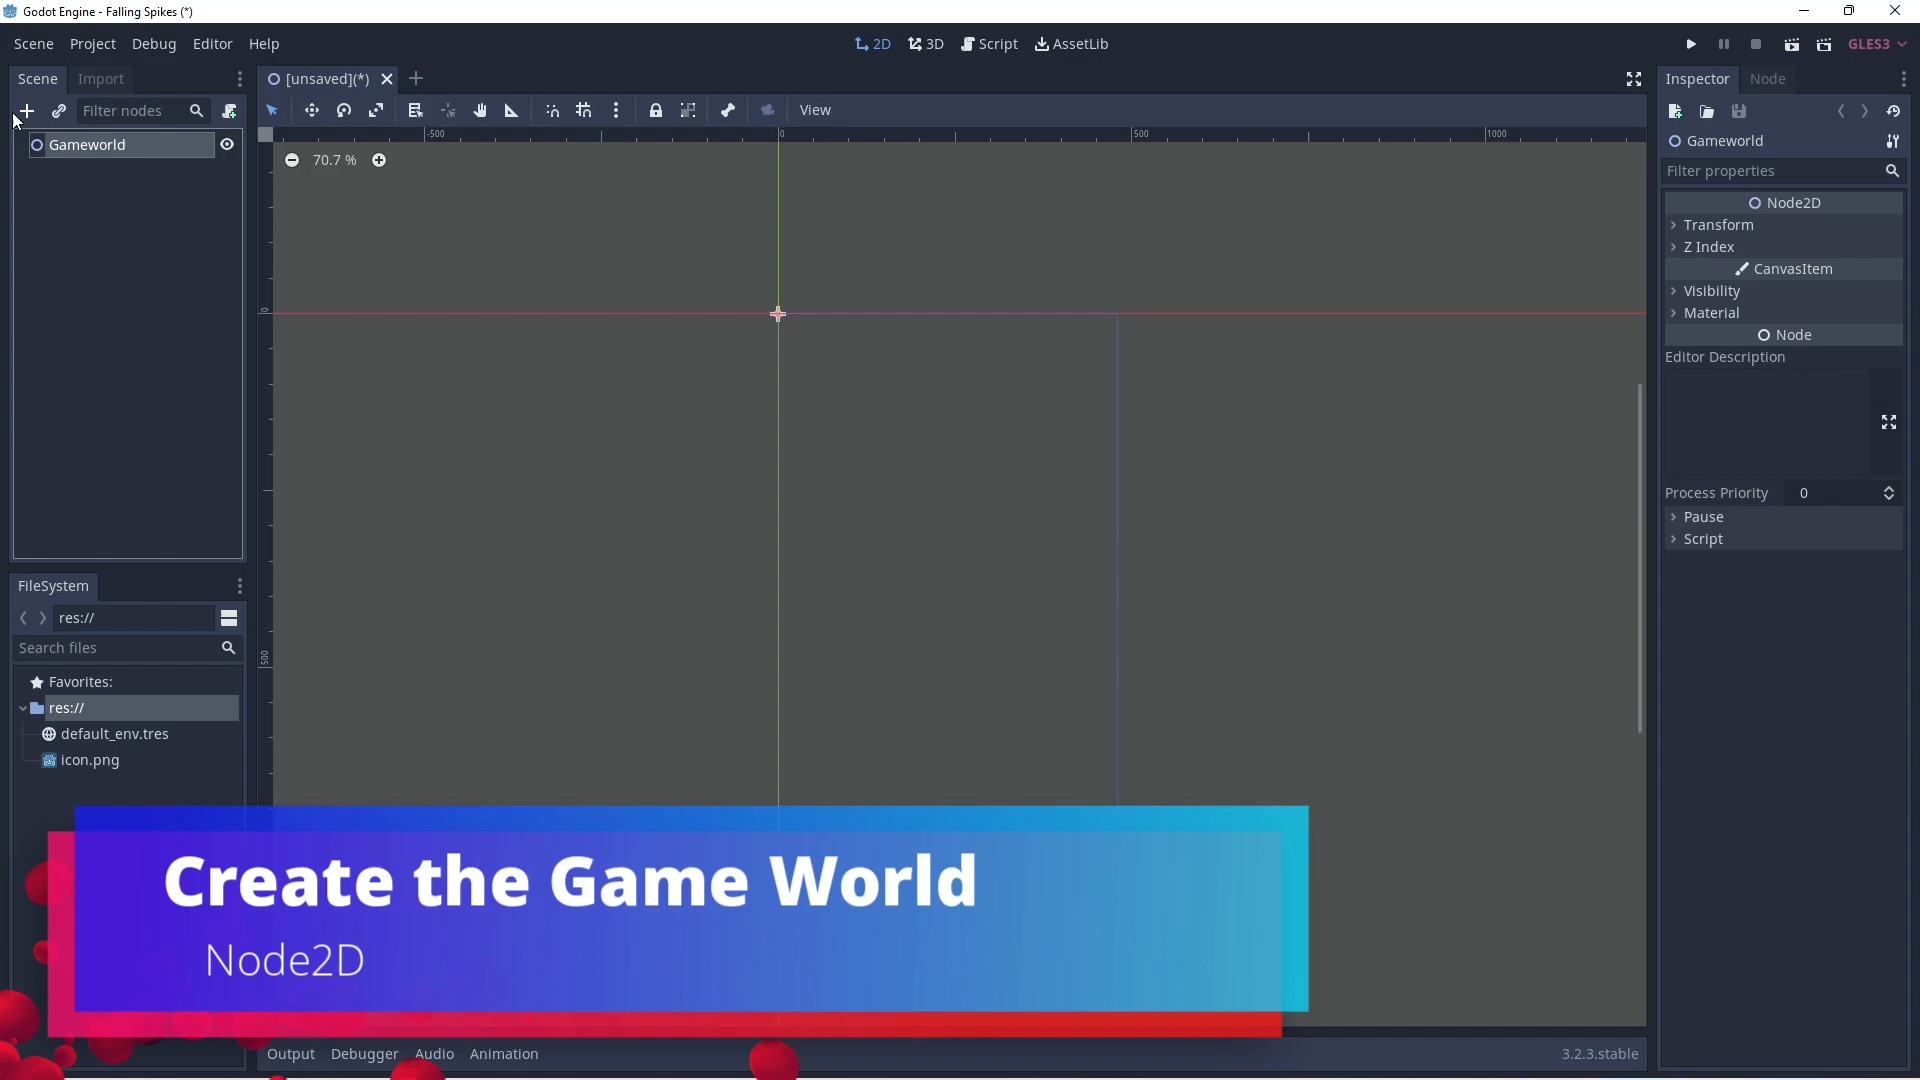 Godot Engine - Falling Spikes (*)
Scene Project Debug Editor Help
2D 3D Script AssetLib
GLES3
Scene Import
[unsaved](*)
Inspector Node
Filter nodes
View
-500 0 500 1000
Gameworld
70.7 %
0
500
Gameworld
Filter properties
Node2D
Transform
Z Index
CanvasItem
Visibility
Material
Node
Editor Description
Process Priority 0
Pause
Script
FileSystem
res://
Search files
Favorites:
res://
default_env.tres
icon.png
Create the Game World
Node2D
Output Debugger Audio Animation
3.2.3.stable